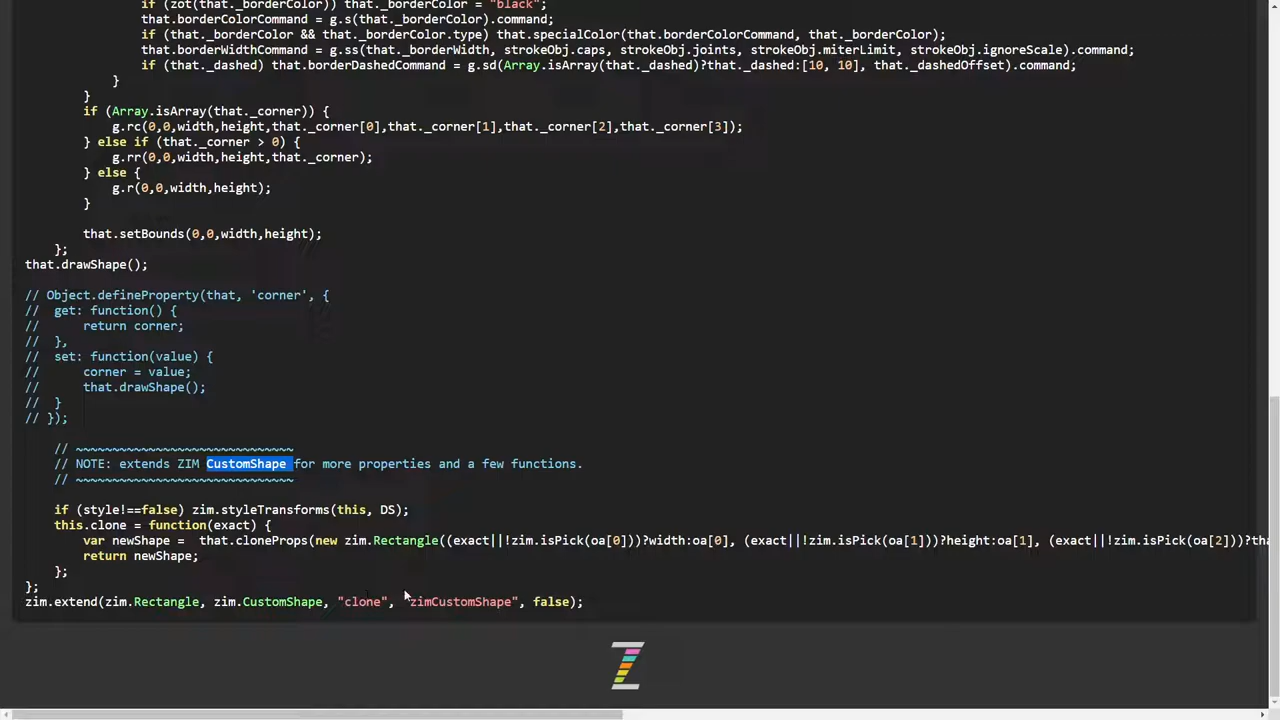 if (zot(that._borderColor)) that._borderColor = "black";
that.borderColorCommand = g.s(that._borderColor).command;
if (that._borderColor && that._borderColor.type) that.specialColor(that.borderColorCommand, that._borderColor);
that.borderWidthCommand = g.ss(that._borderWidth, strokeObj.caps, strokeObj.joints, strokeObj.miterLimit, strokeObj.ignoreScale).command;
if (that._dashed) that.borderDashedCommand = g.sd(Array.isArray(that._dashed)?that._dashed:[10, 10], that._dashedOffset).command;
}
}
if (Array.isArray(that._corner)) {
g.rc(0,0,width,height,that._corner[0],that._corner[1],that._corner[2],that._corner[3]);
} else if (that._corner > 0) {
g.rr(0,0,width,height,that._corner);
} else {
g.r(0,0,width,height);
}
that.setBounds(0,0,width,height);
};
that.drawShape();
// Object.defineProperty(that, 'corner', {
// get: function() {
// return corner;
// },
// set: function(value) {
// corner = value;
// that.drawShape();
// }
// });
// ~~~~~~~~~~~~~~~~~~~~~~~~~~~~~~
// NOTE: extends ZIM CustomShape for more properties and a few functions.
// ~~~~~~~~~~~~~~~~~~~~~~~~~~~~~~
if (style!==false) zim.styleTransforms(this, DS);
this.clone = function(exact) {
var newShape = that.cloneProps(new zim.Rectangle((exact||!zim.isPick(oa[0]))?width:oa[0], (exact||!zim.isPick(oa[1]))?height:oa[1], (exact||!zim.isPick(oa[2]))?tha
return newShape;
};
};
zim.extend(zim.Rectangle, zim.CustomShape, "clone", "zimCustomShape", false);